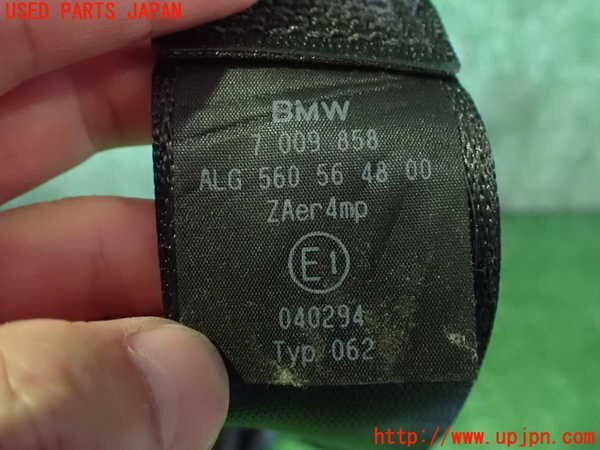 USED PARTS JAPAN
BMW
7 009 858
ALG 560 56 48 00
ZAer4mp
E1
040294
Typ 062
http://www.upjpn.com